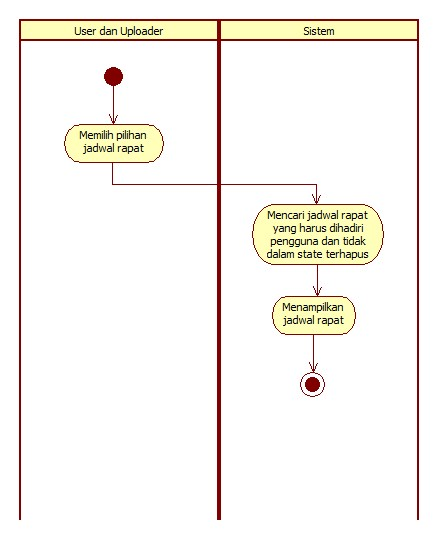 User dan Uploader
Sistem
Memilih pilihan
jadwal rapat
Mencari jadwal rapat
yang harus dihadiri
pengguna dan tidak
dalam state terhapus
Menampilkan
jadwal rapat